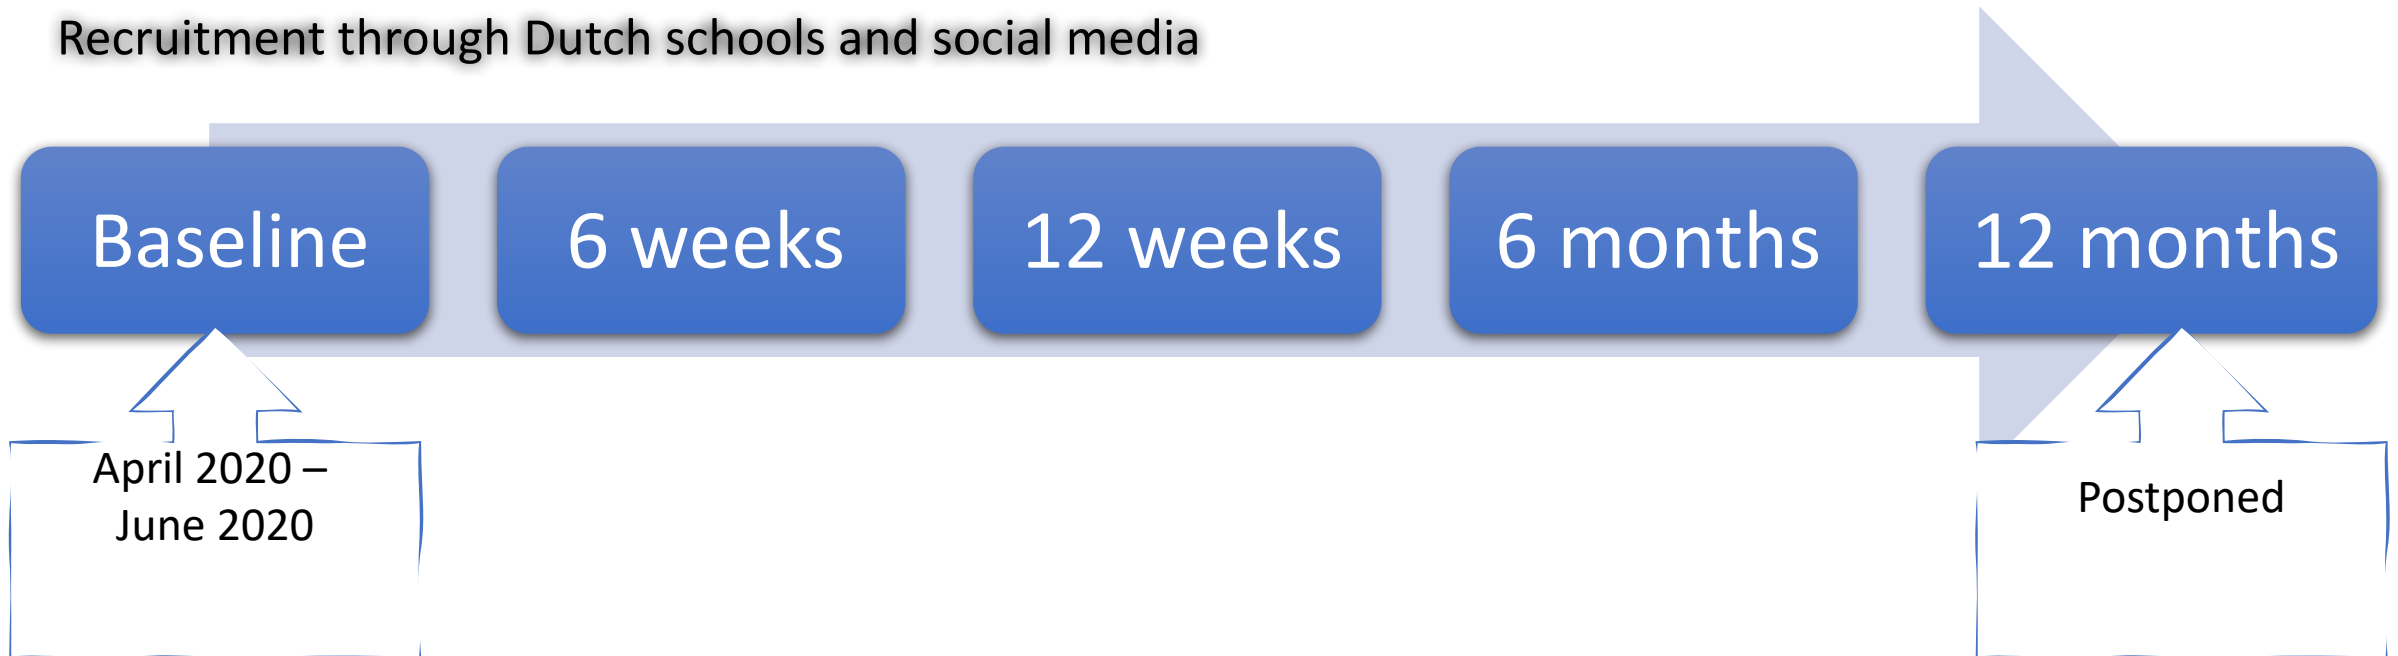 Recruitment through Dutch schools and social media
Baseline
6 weeks
12 weeks
6 months
12 months
April 2020 –
June 2020
Postponed